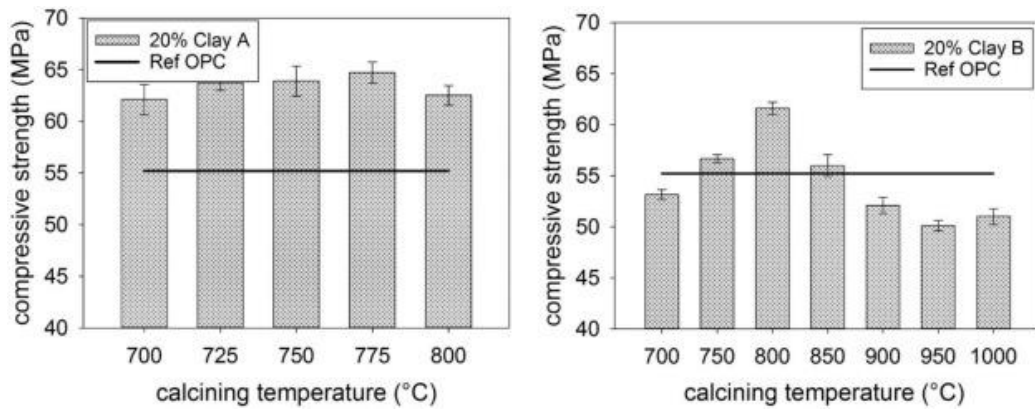 compressive strength (MPa)
70
65
60
55
50
45
40
20% Clay A
Ref OPC
700 725 750 775 800
calcining temperature (°C)
compressive strength (MPa)
70
65
60
55
50
45
40
20% Clay B
Ref OPC
700 750 800 850 900 950 1000
calcining temperature (°C)